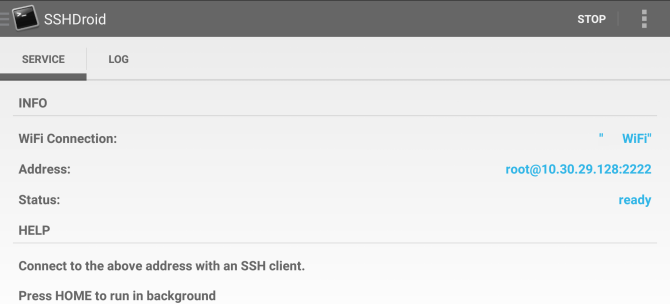 SSHDroid
STOP
SERVICE LOG
INFO
WiFi Connection: " WiFi"
Address: root@10.30.29.128:2222
Status: ready
HELP
Connect to the above address with an SSH client.
Press HOME to run in background